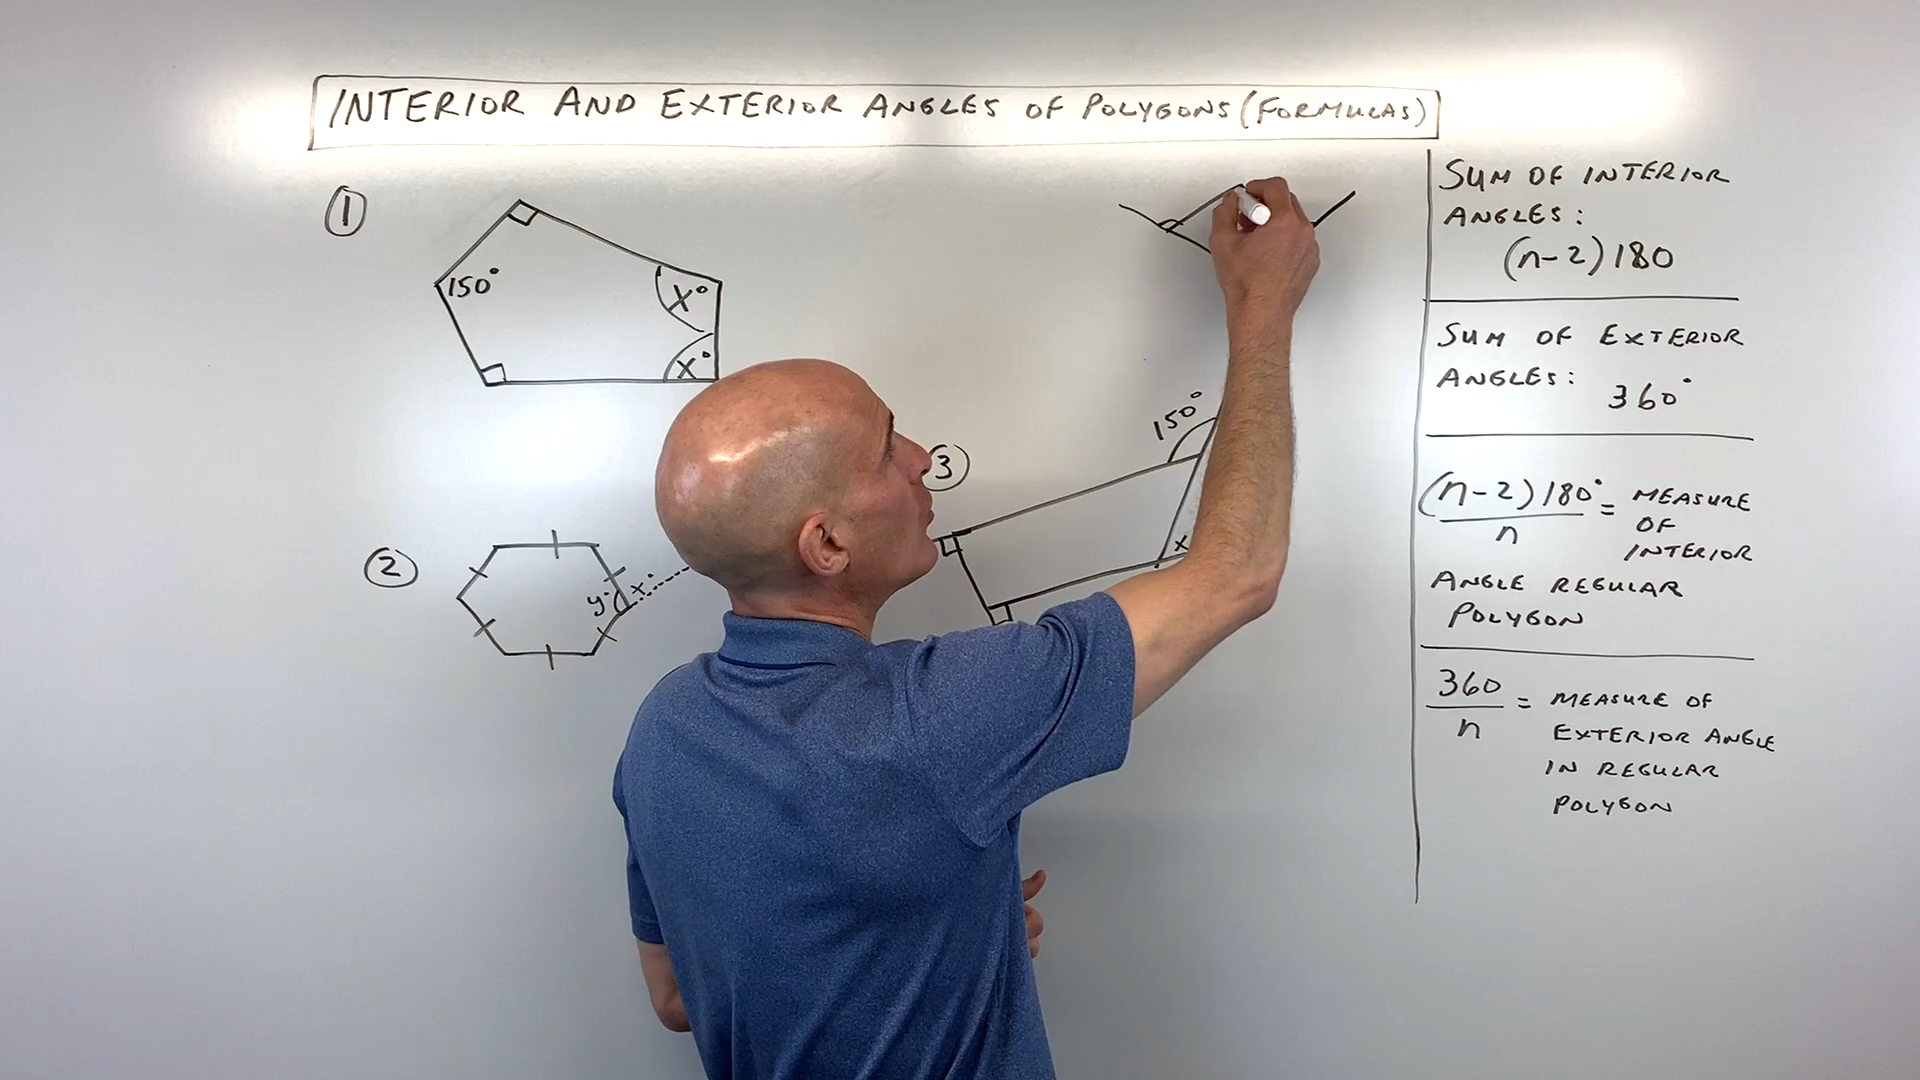 INTERIOR AND EXTERIOR ANGLES OF POLYGONS (FORMULAS)
1
150°
X°
X°
2
y°
x°
3
150°
x
SUM OF INTERIOR
ANGLES:
(n-2)180
SUM OF EXTERIOR
ANGLES: 360°
(n-2)180° = MEASURE
n
OF
INTERIOR
ANGLE REGULAR
POLYGON
360 = MEASURE OF
n
EXTERIOR ANGLE
IN REGULAR
POLYGON